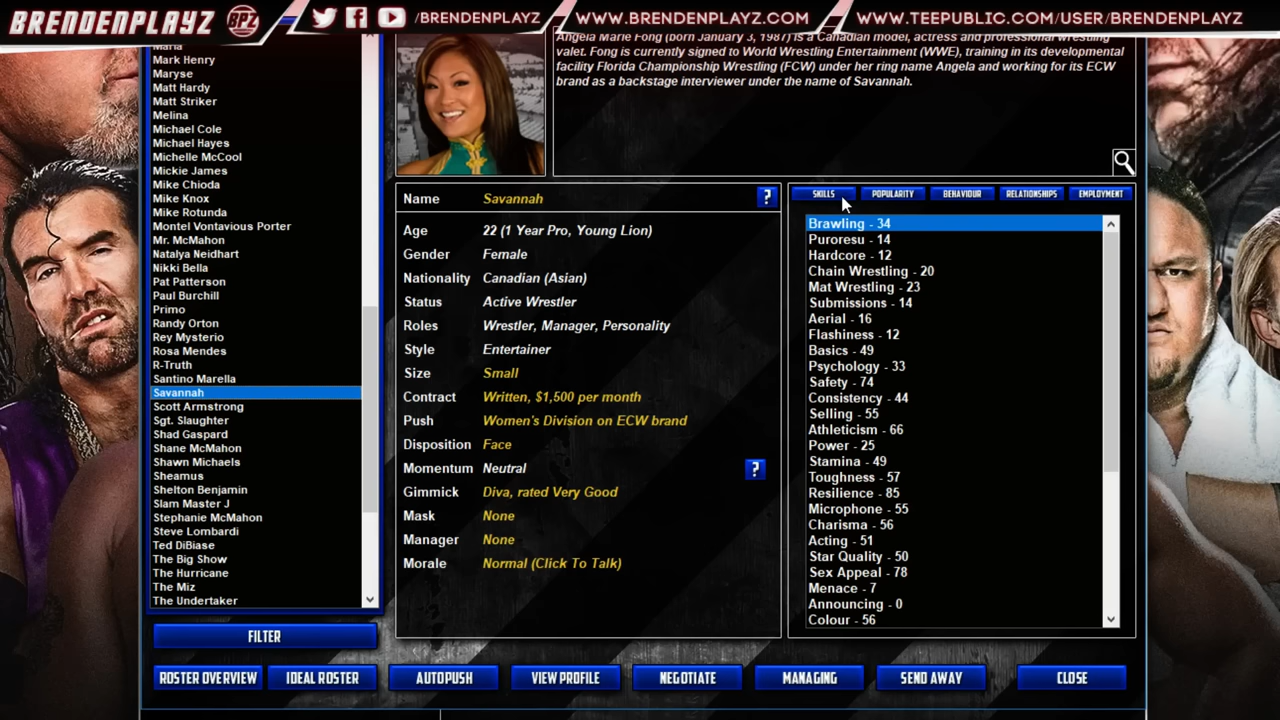 BRENDENPLAYZ BPZ /BRENDENPLAYZ WWW.BRENDENPLAYZ.COM WWW.TEEPUBLIC.COM/USER/BRENDENPLAYZ
Maria
Mark Henry
Maryse
Matt Hardy
Matt Striker
Melina
Michael Cole
Michael Hayes
Michelle McCool
Mickie James
Mike Chioda
Mike Knox
Mike Rotunda
Montel Vontavious Porter
Mr. McMahon
Natalya Neidhart
Nikki Bella
Pat Patterson
Paul Burchill
Primo
Randy Orton
Rey Mysterio
Rosa Mendes
R-Truth
Santino Marella
Savannah
Scott Armstrong
Sgt. Slaughter
Shad Gaspard
Shane McMahon
Shawn Michaels
Sheamus
Shelton Benjamin
Slam Master J
Stephanie McMahon
Steve Lombardi
Ted DiBiase
The Big Show
The Hurricane
The Miz
The Undertaker
FILTER
Angela Marie Fong (born January 3, 1987) is a Canadian model, actress and professional wrestling
valet. Fong is currently signed to World Wrestling Entertainment (WWE), training in its developmental
facility Florida Championship Wrestling (FCW) under her ring name Angela and working for its ECW
brand as a backstage interviewer under the name of Savannah.
Name Savannah ?
Age 22 (1 Year Pro, Young Lion)
Gender Female
Nationality Canadian (Asian)
Status Active Wrestler
Roles Wrestler, Manager, Personality
Style Entertainer
Size Small
Contract Written, $1,500 per month
Push Women's Division on ECW brand
Disposition Face
Momentum Neutral ?
Gimmick Diva, rated Very Good
Mask None
Manager None
Morale Normal (Click To Talk)
SKILLS POPULARITY BEHAVIOUR RELATIONSHIPS EMPLOYMENT
Brawling - 34
Puroresu - 14
Hardcore - 12
Chain Wrestling - 20
Mat Wrestling - 23
Submissions - 14
Aerial - 16
Flashiness - 12
Basics - 49
Psychology - 33
Safety - 74
Consistency - 44
Selling - 55
Athleticism - 66
Power - 25
Stamina - 49
Toughness - 57
Resilience - 85
Microphone - 55
Charisma - 56
Acting - 51
Star Quality - 50
Sex Appeal - 78
Menace - 7
Announcing - 0
Colour - 56
ROSTER OVERVIEW IDEAL ROSTER AUTOPUSH VIEW PROFILE NEGOTIATE MANAGING SEND AWAY CLOSE